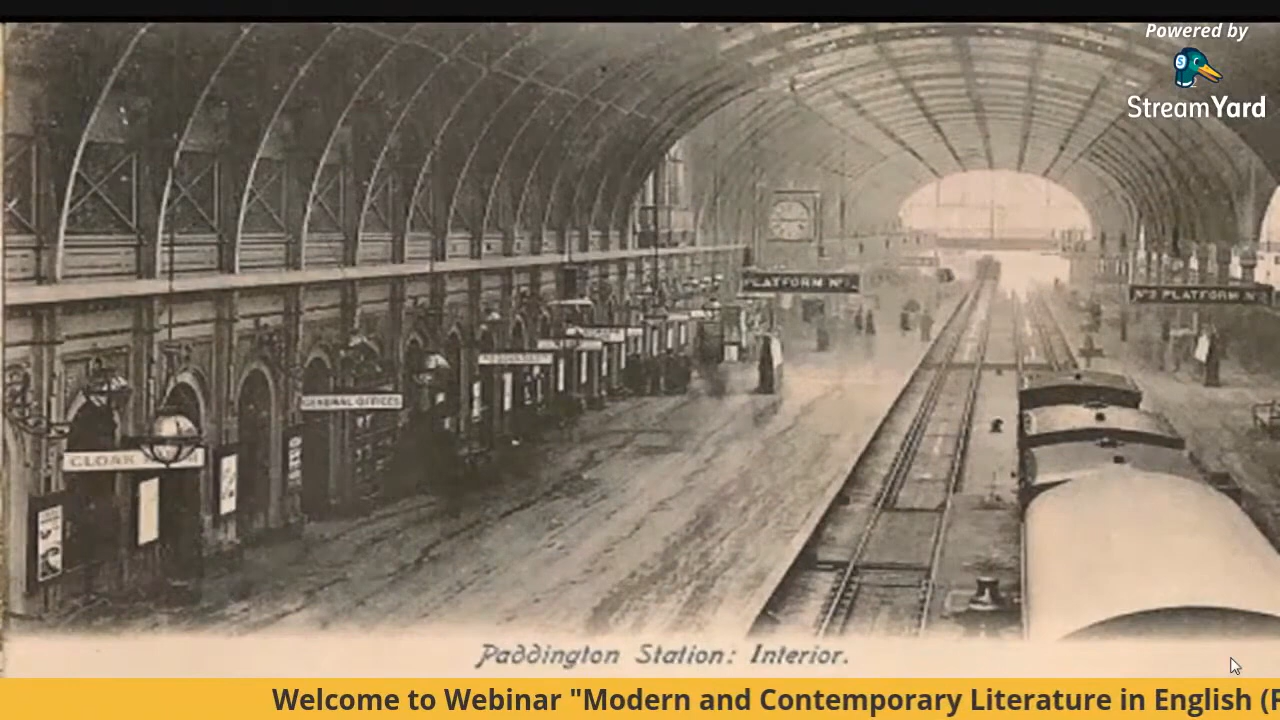 Powered by
StreamYard
PLATFORM Nº
Nº2 PLATFORM Nº
GENERAL OFFICES
CLOAK
Paddington Station: Interior.
Welcome to Webinar "Modern and Contemporary Literature in English (